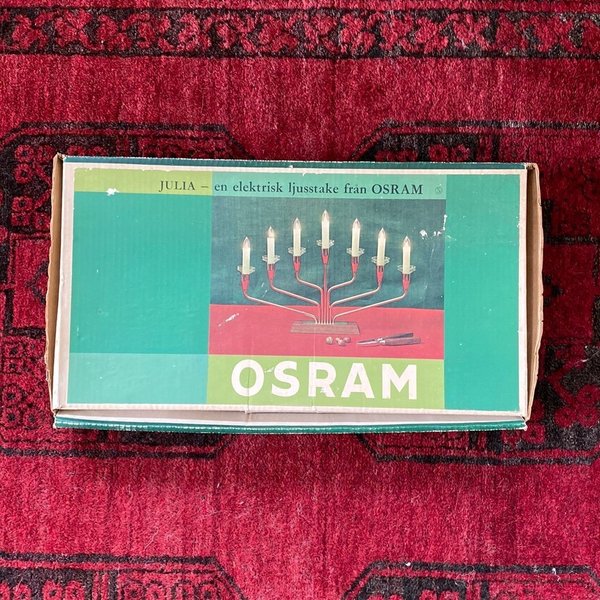 JULIA – en elektrisk ljusstake från OSRAM
OSRAM